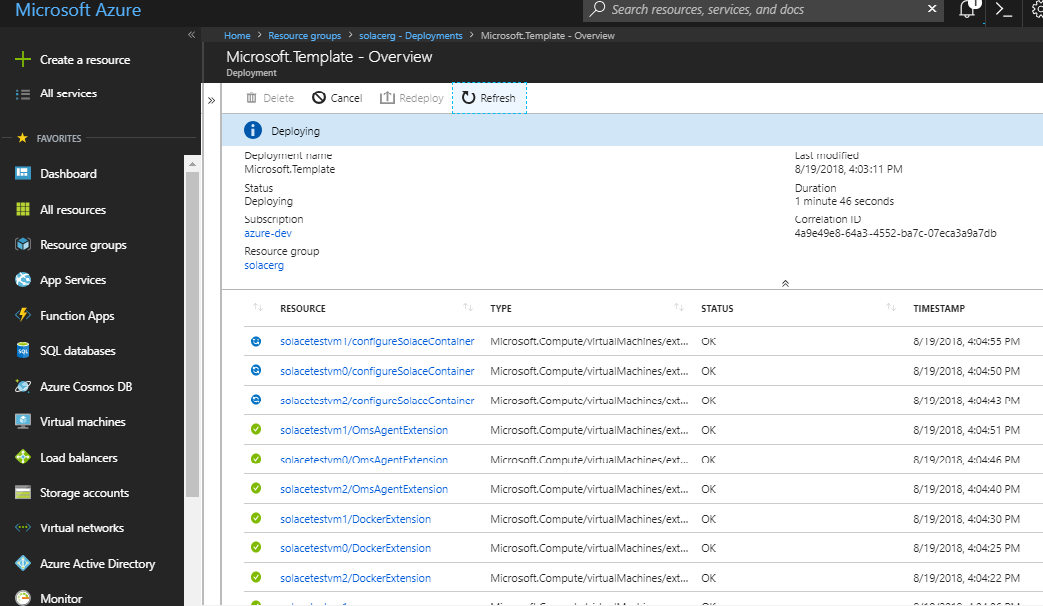 Microsoft Azure
Search resources, services, and docs
1
Home > Resource groups > solacerg - Deployments > Microsoft.Template - Overview
Microsoft.Template - Overview
Deployment
Create a resource
All services
FAVORITES
Dashboard
All resources
Resource groups
App Services
Function Apps
SQL databases
Azure Cosmos DB
Virtual machines
Load balancers
Storage accounts
Virtual networks
Azure Active Directory
Monitor
Delete Cancel Redeploy Refresh
Deploying
Deployment name
Microsoft.Template
Status
Deploying
Subscription
azure-dev
Resource group
solacerg
Last modified
8/19/2018, 4:03:11 PM
Duration
1 minute 46 seconds
Correlation ID
4a9e49e8-64a3-4552-ba7c-07eca3a9a7db
RESOURCE TYPE STATUS TIMESTAMP
solacetestvm1/configureSolaceContainer Microsoft.Compute/virtualMachines/ext... OK 8/19/2018, 4:04:55 PM
solacetestvm0/configureSolaceContainer Microsoft.Compute/virtualMachines/ext... OK 8/19/2018, 4:04:50 PM
solacetestvm2/configureSolaceContainer Microsoft.Compute/virtualMachines/ext... OK 8/19/2018, 4:04:43 PM
solacetestvm1/OmsAgentExtension Microsoft.Compute/virtualMachines/ext... OK 8/19/2018, 4:04:51 PM
solacetestvm0/OmsAgentExtension Microsoft.Compute/virtualMachines/ext... OK 8/19/2018, 4:04:46 PM
solacetestvm2/OmsAgentExtension Microsoft.Compute/virtualMachines/ext... OK 8/19/2018, 4:04:40 PM
solacetestvm1/DockerExtension Microsoft.Compute/virtualMachines/ext... OK 8/19/2018, 4:04:30 PM
solacetestvm0/DockerExtension Microsoft.Compute/virtualMachines/ext... OK 8/19/2018, 4:04:25 PM
solacetestvm2/DockerExtension Microsoft.Compute/virtualMachines/ext... OK 8/19/2018, 4:04:22 PM